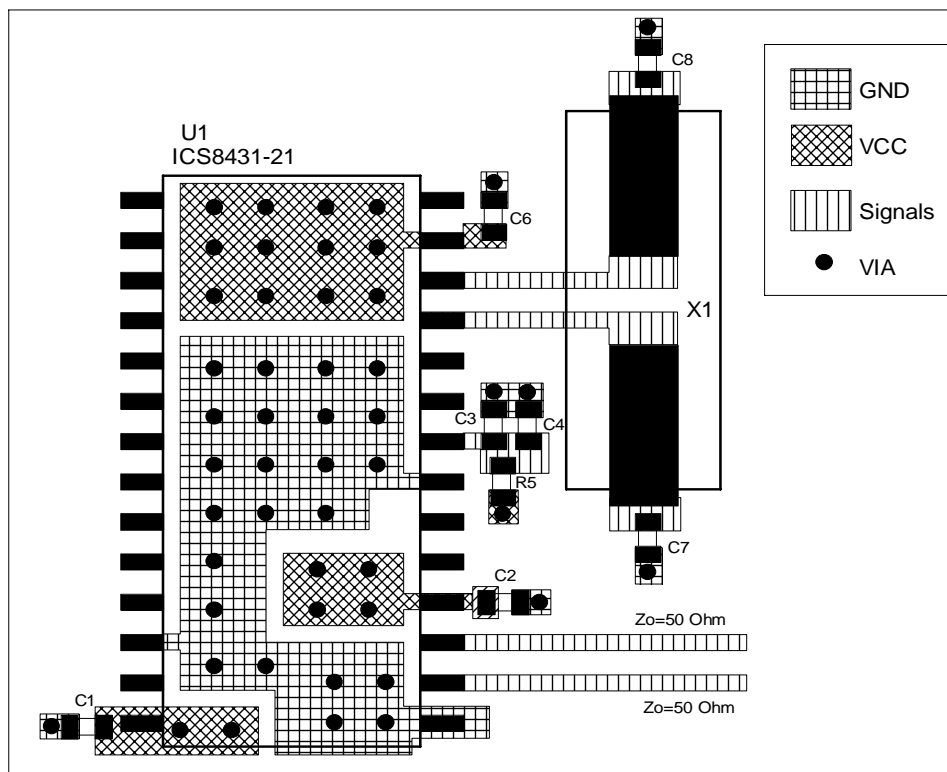 C8
GND
U1
ICS8431-21
VCC
C6
Signals
VIA
X1
C3
C4
R5
C7
C2
Zo=50 Ohm
C1
Zo=50 Ohm